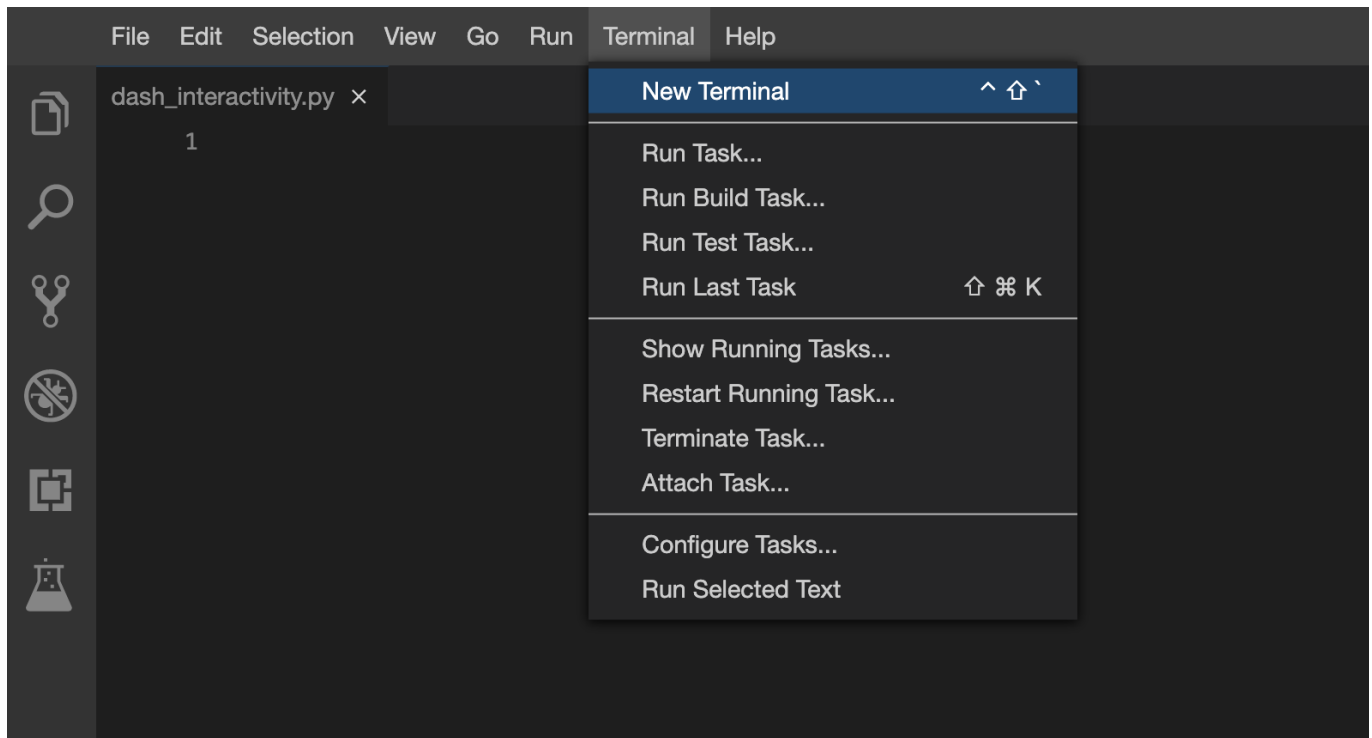 File Edit Selection View Go Run Terminal Help
dash_interactivity.py ×
1
New Terminal ^ ⇧ `
Run Task...
Run Build Task...
Run Test Task...
Run Last Task ⇧ ⌘ K
Show Running Tasks...
Restart Running Task...
Terminate Task...
Attach Task...
Configure Tasks...
Run Selected Text